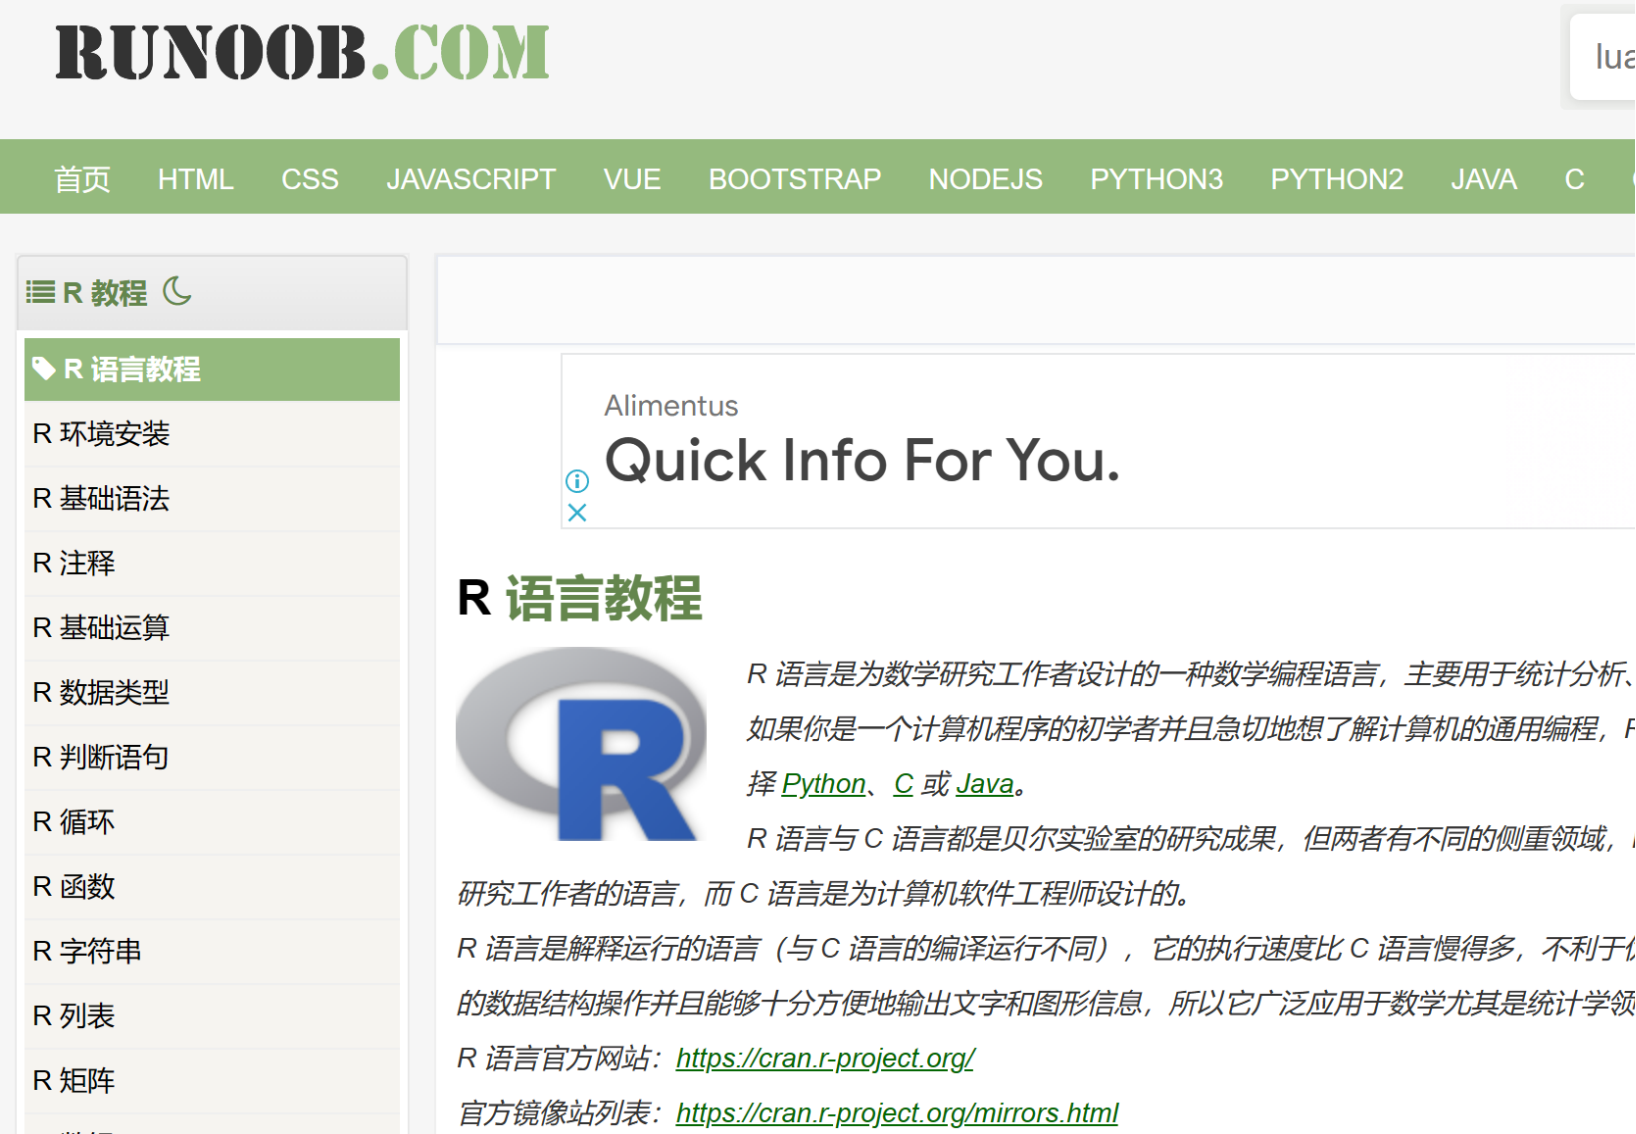 RUNOOB.COM
首页 HTML CSS JAVASCRIPT VUE BOOTSTRAP NODEJS PYTHON3 PYTHON2 JAVA C
R 教程
R 语言教程
R 环境安装
R 基础语法
R 注释
R 基础运算
R 数据类型
R 判断语句
R 循环
R 函数
R 字符串
R 列表
R 矩阵
Alimentus
Quick Info For You.
R 语言教程
R
R 语言是为数学研究工作者设计的一种数学编程语言，主要用于统计分析、
如果你是一个计算机程序的初学者并且急切地想了解计算机的通用编程，R
择 Python、C 或 Java。
R 语言与 C 语言都是贝尔实验室的研究成果，但两者有不同的侧重领域，
研究工作者的语言，而 C 语言是为计算机软件工程师设计的。
R 语言是解释运行的语言（与 C 语言的编译运行不同），它的执行速度比 C 语言慢得多，不利于
的数据结构操作并且能够十分方便地输出文字和图形信息，所以它广泛应用于数学尤其是统计学领
R 语言官方网站：https://cran.r-project.org/
官方镜像站列表：https://cran.r-project.org/mirrors.html